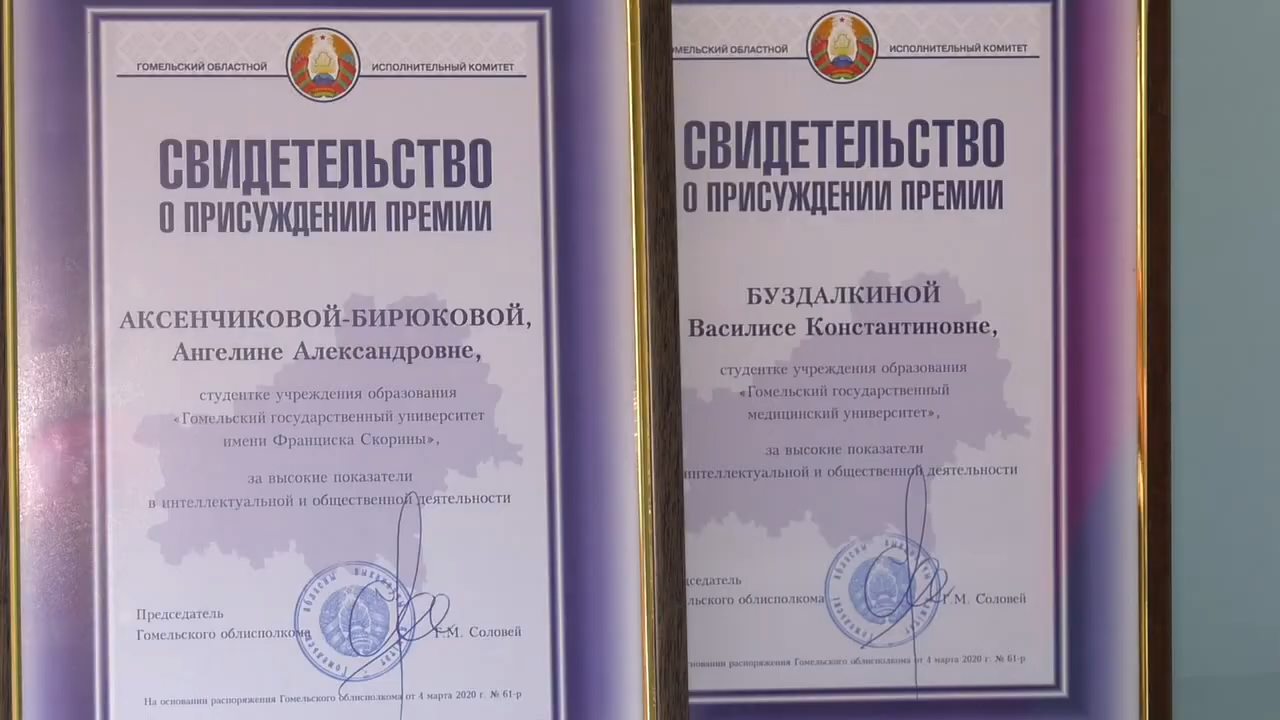 ГОМЕЛЬСКИЙ ОБЛАСТНОЙ ИСПОЛНИТЕЛЬНЫЙ КОМИТЕТ
СВИДЕТЕЛЬСТВО
О ПРИСУЖДЕНИИ ПРЕМИИ
АКСЕНЧИКОВОЙ-БИРЮКОВОЙ,
Ангелине Александровне,
студентке учреждения образования
«Гомельский государственный университет
имени Франциска Скорины»,
за высокие показатели
в интеллектуальной и общественной деятельности
Председатель
Гомельского облисполкома Г.М. Соловей
На основании распоряжения Гомельского облисполкома от 4 марта 2020 г. № 61-р
ОМЕЛЬСКИЙ ОБЛАСТНОЙ ИСПОЛНИТЕЛЬНЫЙ КОМИТЕТ
СВИДЕТЕЛЬСТВО
О ПРИСУЖДЕНИИ ПРЕМИИ
БУЗДАЛКИНОЙ
Василисе Константиновне,
студентке учреждения образования
«Гомельский государственный
медицинский университет»,
за высокие показатели
интеллектуальной и общественной деятельности
дседатель
льского облисполкома Г.М. Соловей
основании распоряжения Гомельского облисполкома от 4 марта 2020 г. № 61-р